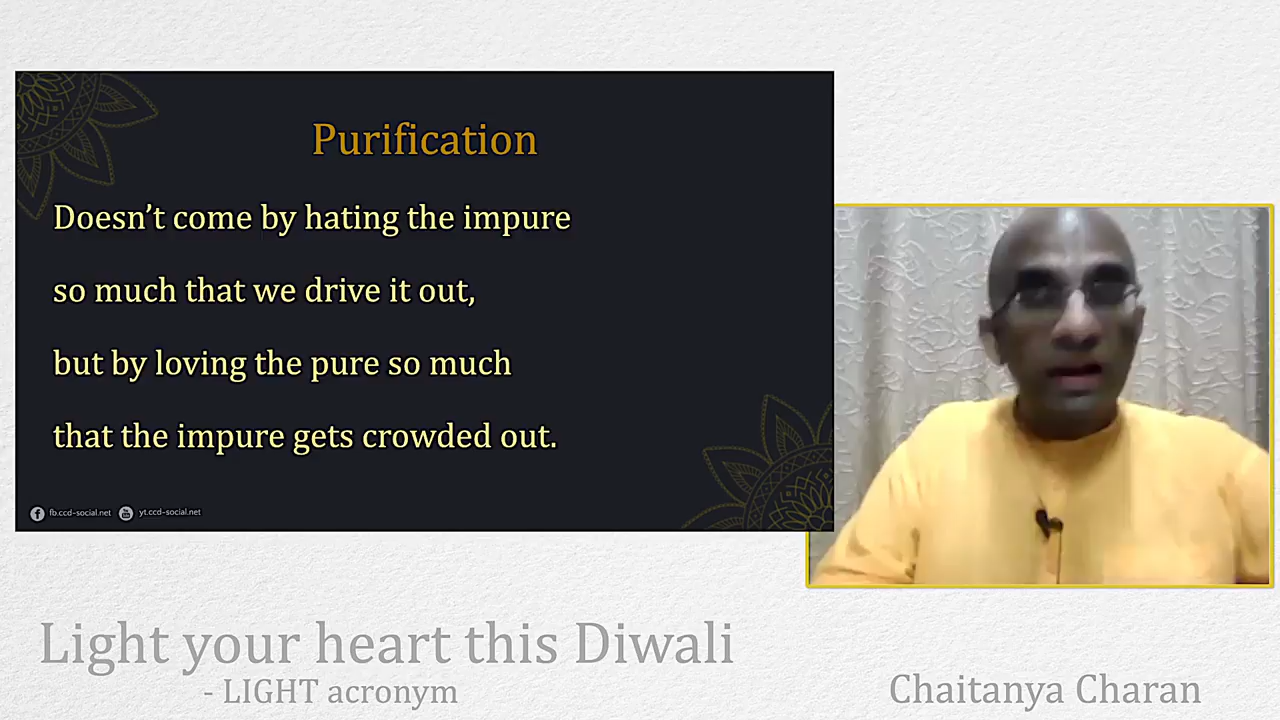 Purification
Doesn’t come by hating the impure
so much that we drive it out,
but by loving the pure so much
that the impure gets crowded out.
fb.ccd-social.net yt.ccd-social.net
Light your heart this Diwali
- LIGHT acronym
Chaitanya Charan